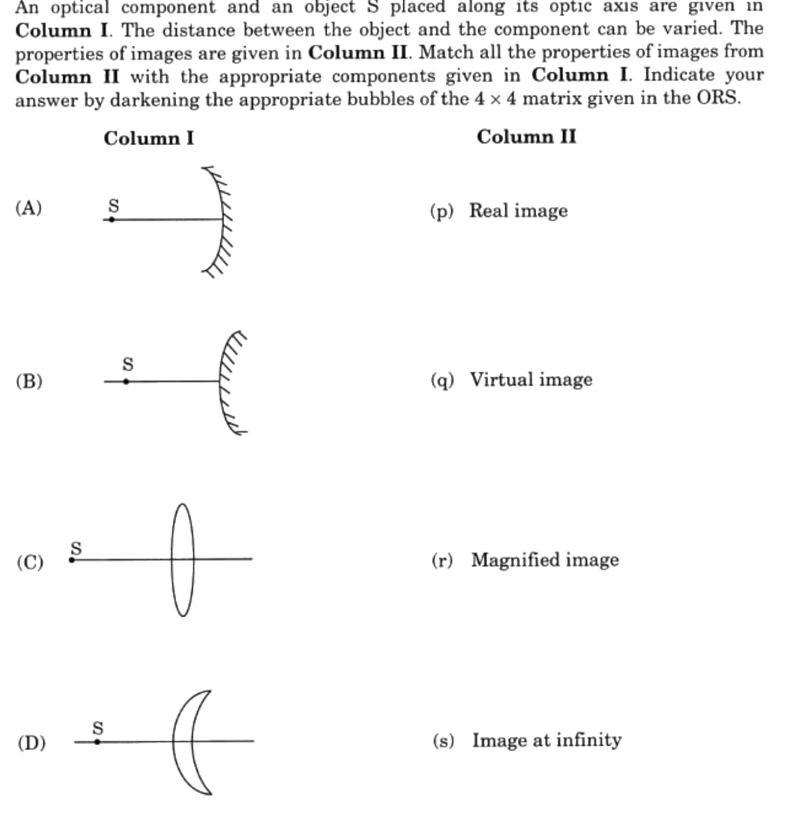 An optical component and an object S placed along its optic axis are given in
Column I. The distance between the object and the component can be varied. The
properties of images are given in Column II. Match all the properties of images from
Column II with the appropriate components given in Column I. Indicate your
answer by darkening the appropriate bubbles of the 4 × 4 matrix given in the ORS.
Column I Column II
(A) S (p) Real image
(B) S (q) Virtual image
(C) S (r) Magnified image
(D) S (s) Image at infinity